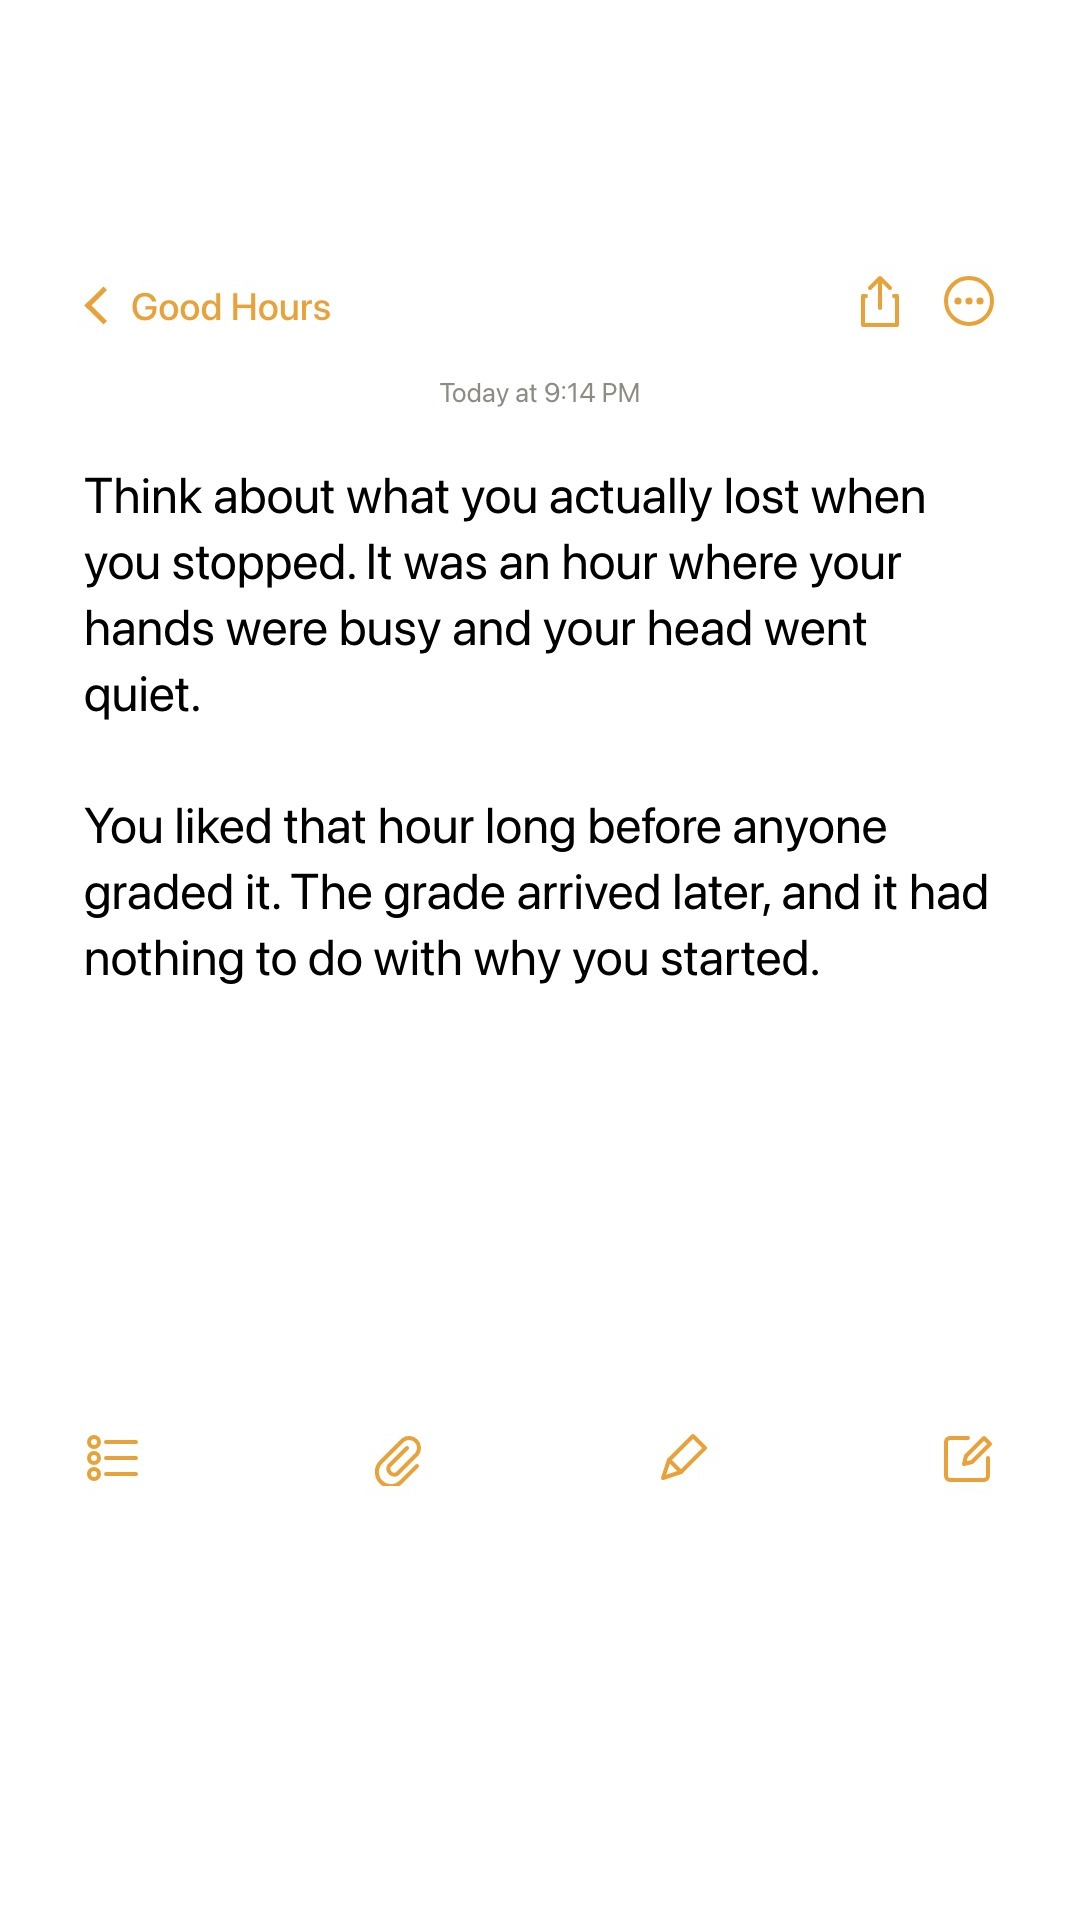 Good Hours
Today at 9:14 PM
Think about what you actually lost when
you stopped. It was an hour where your
hands were busy and your head went
quiet.
You liked that hour long before anyone
graded it. The grade arrived later, and it had
nothing to do with why you started.